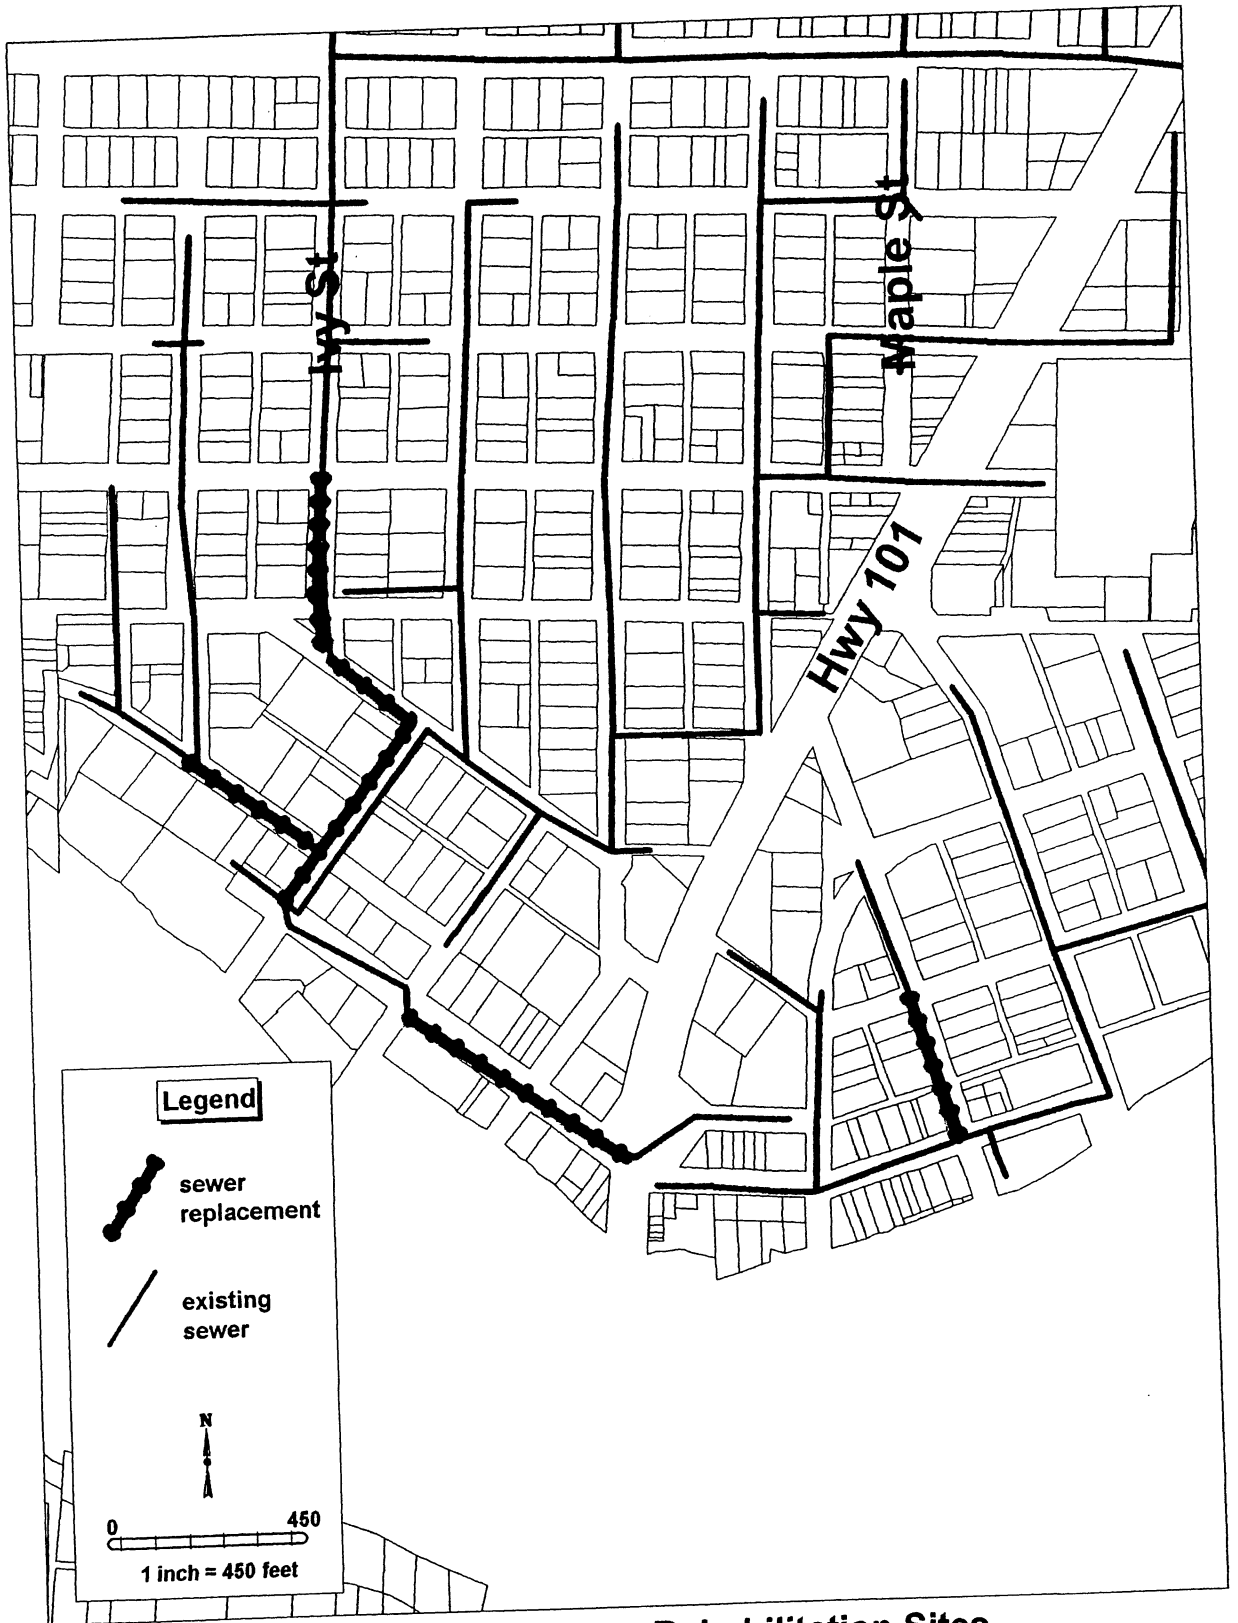 Ivy St
Maple St
Hwy 101
Legend
sewer
replacement
existing
sewer
N
0 450
1 inch = 450 feet
Rehabilitation Sites